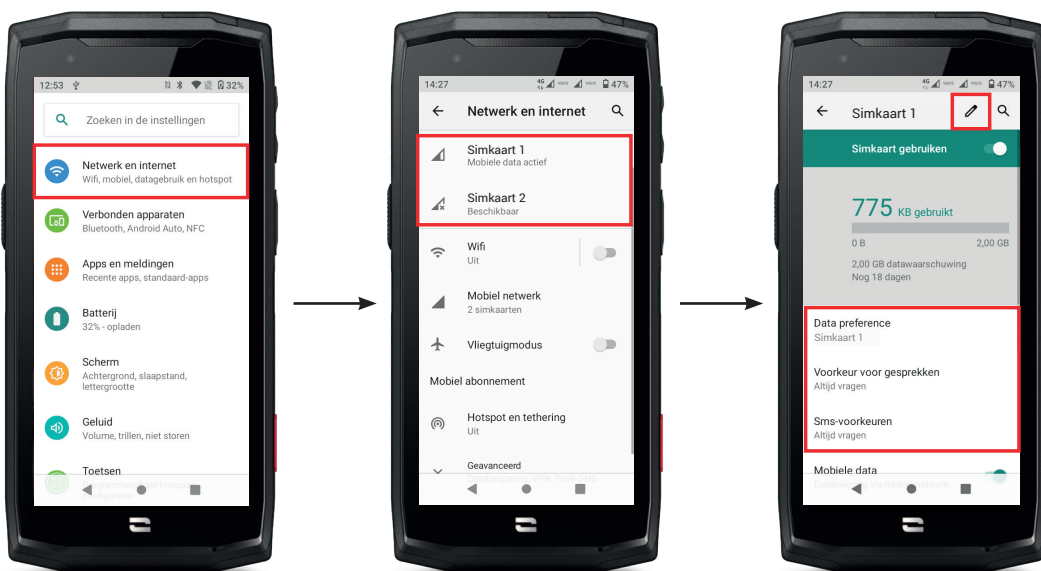 12:53
32%
Zoeken in de instellingen
Netwerk en internet
Wifi, mobiel, datagebruik en hotspot
Verbonden apparaten
Bluetooth, Android Auto, NFC
Apps en meldingen
Recente apps, standaard-apps
Batterij
32% - opladen
Scherm
Achtergrond, slaapstand,
lettergrootte
Geluid
Volume, trillen, niet storen
Toetsen
14:27
4G
47%
Netwerk en internet
Simkaart 1
Mobiele data actief
Simkaart 2
Beschikbaar
Wifi
Uit
Mobiel netwerk
2 simkaarten
Vliegtuigmodus
Mobiel abonnement
Hotspot en tethering
Uit
Geavanceerd
14:27
4G
47%
Simkaart 1
Simkaart gebruiken
775 KB gebruikt
0 B
2,00 GB
2,00 GB datawaarschuwing
Nog 18 dagen
Data preference
Simkaart 1
Voorkeur voor gesprekken
Altijd vragen
Sms-voorkeuren
Altijd vragen
Mobiele data